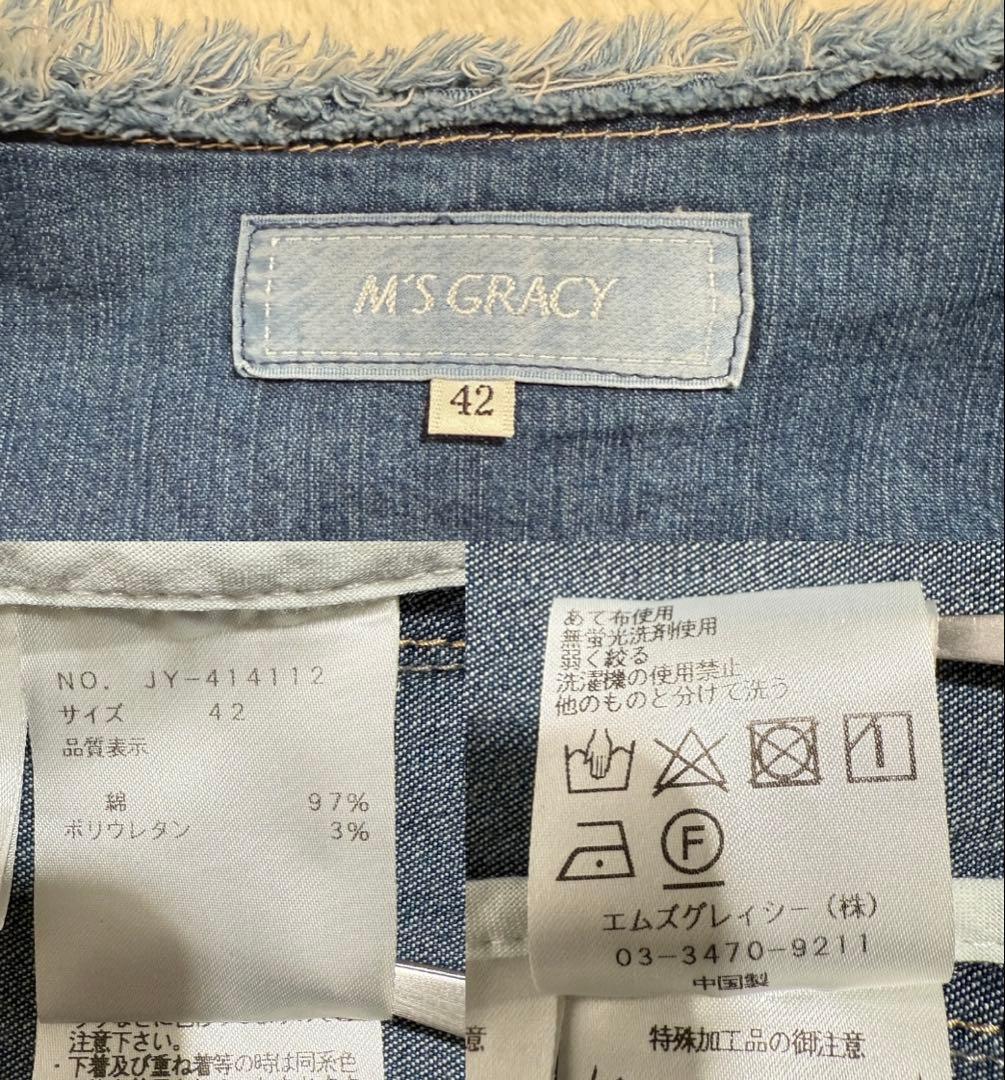 M'S GRACY
42
NO. JY-414112
サイズ 42
品質表示
綿 97%
ポリウレタン 3%
注意下さい。
・下着及び重ね着等の時は同系色
あて布使用
無蛍光洗剤使用
弱く絞る
洗濯機の使用禁止
他のものと分けて洗う
F
エムズグレイシー（株）
03-3470-9211
中国製
意
特殊加工品の御注意